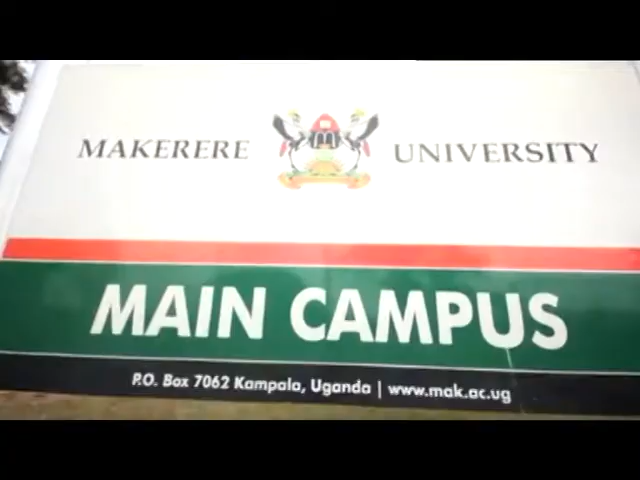 MAKERERE UNIVERSITY
MAIN CAMPUS
P.O. Box 7062 Kampala, Uganda | www.mak.ac.ug